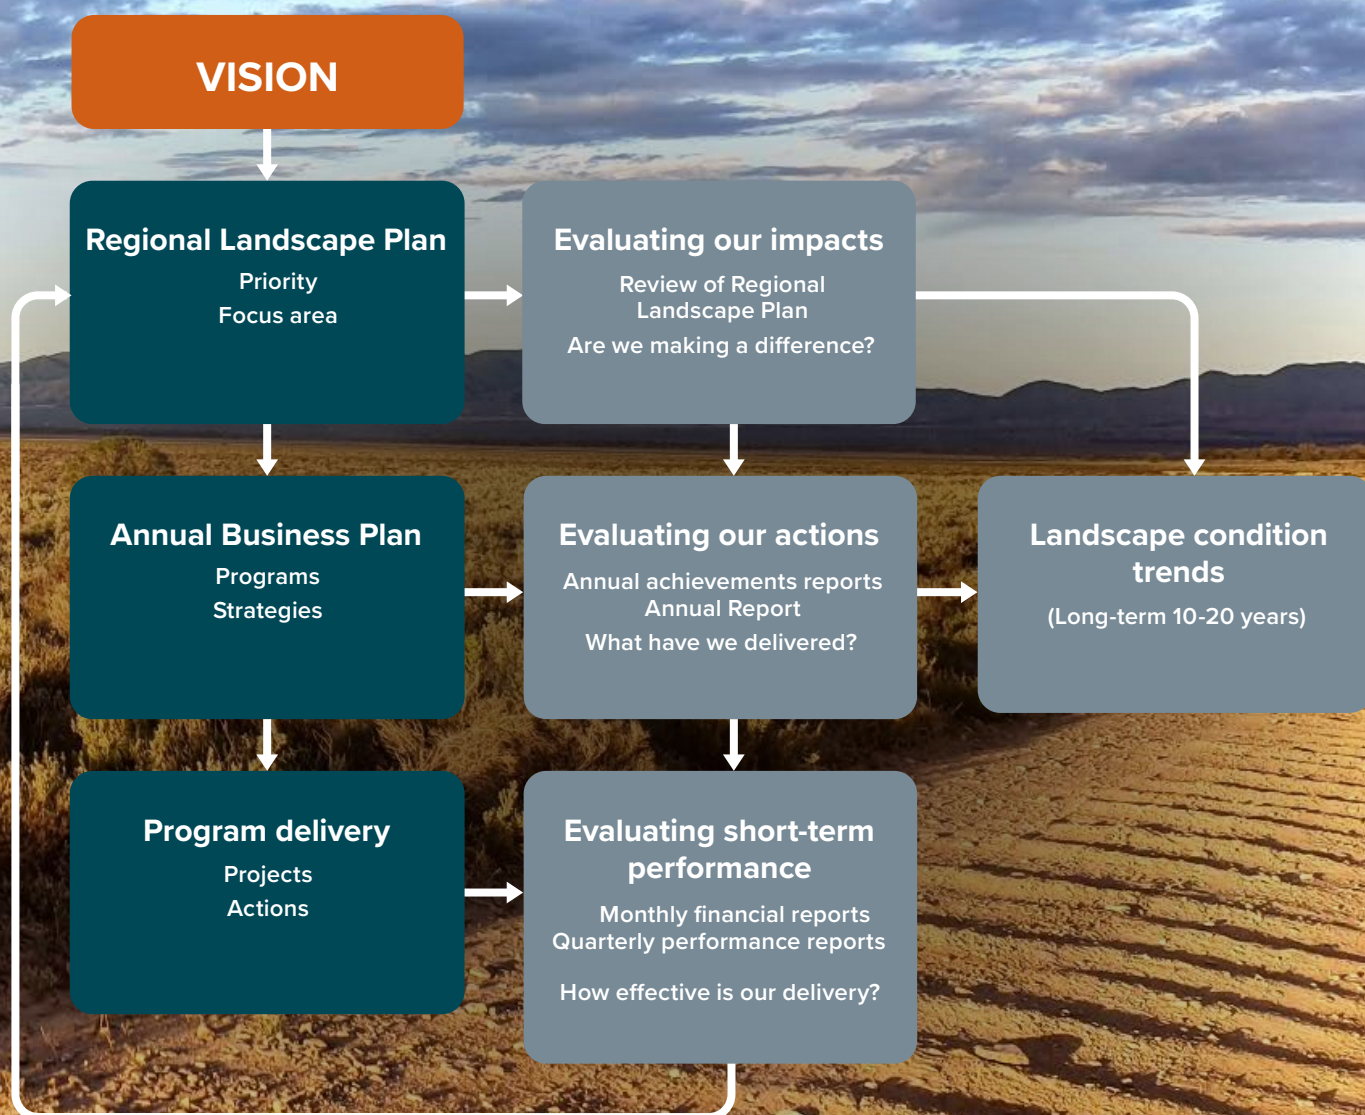 VISION
Regional Landscape Plan
Priority
Focus area
Evaluating our impacts
Review of Regional
Landscape Plan
Are we making a difference?
Annual Business Plan
Programs
Strategies
Evaluating our actions
Annual achievements reports
Annual Report
What have we delivered?
Landscape condition
trends
(Long-term 10-20 years)
Program delivery
Projects
Actions
Evaluating short-term
performance
Monthly financial reports
Quarterly performance reports
How effective is our delivery?